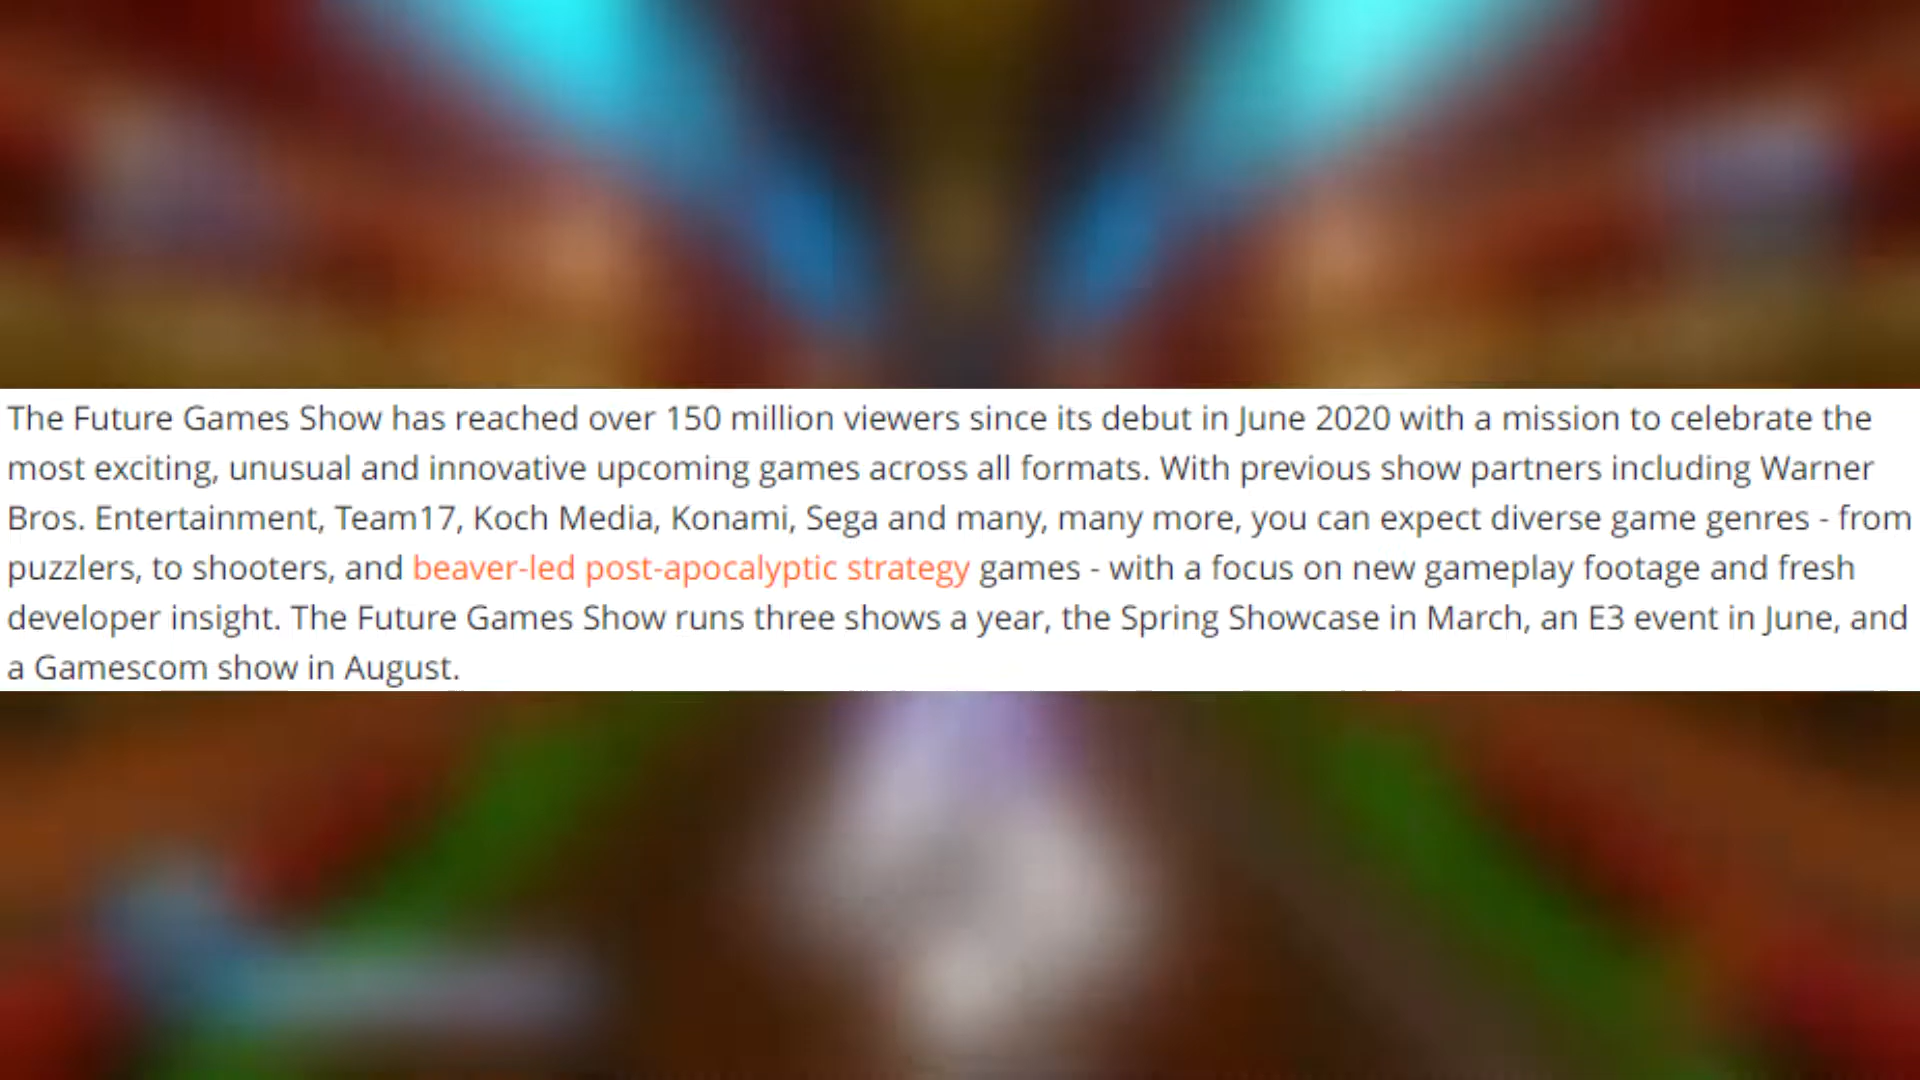 The Future Games Show has reached over 150 million viewers since its debut in June 2020 with a mission to celebrate the
most exciting, unusual and innovative upcoming games across all formats. With previous show partners including Warner
Bros. Entertainment, Team17, Koch Media, Konami, Sega and many, many more, you can expect diverse game genres - from
puzzlers, to shooters, and beaver-led post-apocalyptic strategy games - with a focus on new gameplay footage and fresh
developer insight. The Future Games Show runs three shows a year, the Spring Showcase in March, an E3 event in June, and
a Gamescom show in August.